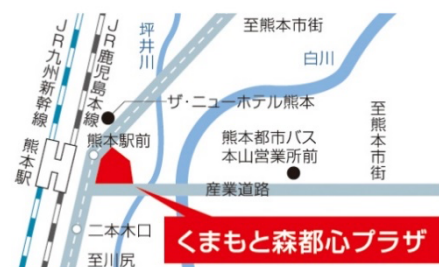 至熊本市街
坪井川
白川
JR鹿児島本線
JR九州新幹線
ザ・ニューホテル熊本
熊本駅前
熊本駅
熊本都市バス
本山営業所前
至熊本市街
産業道路
くまもと森都心プラザ
二本木口
至川尻